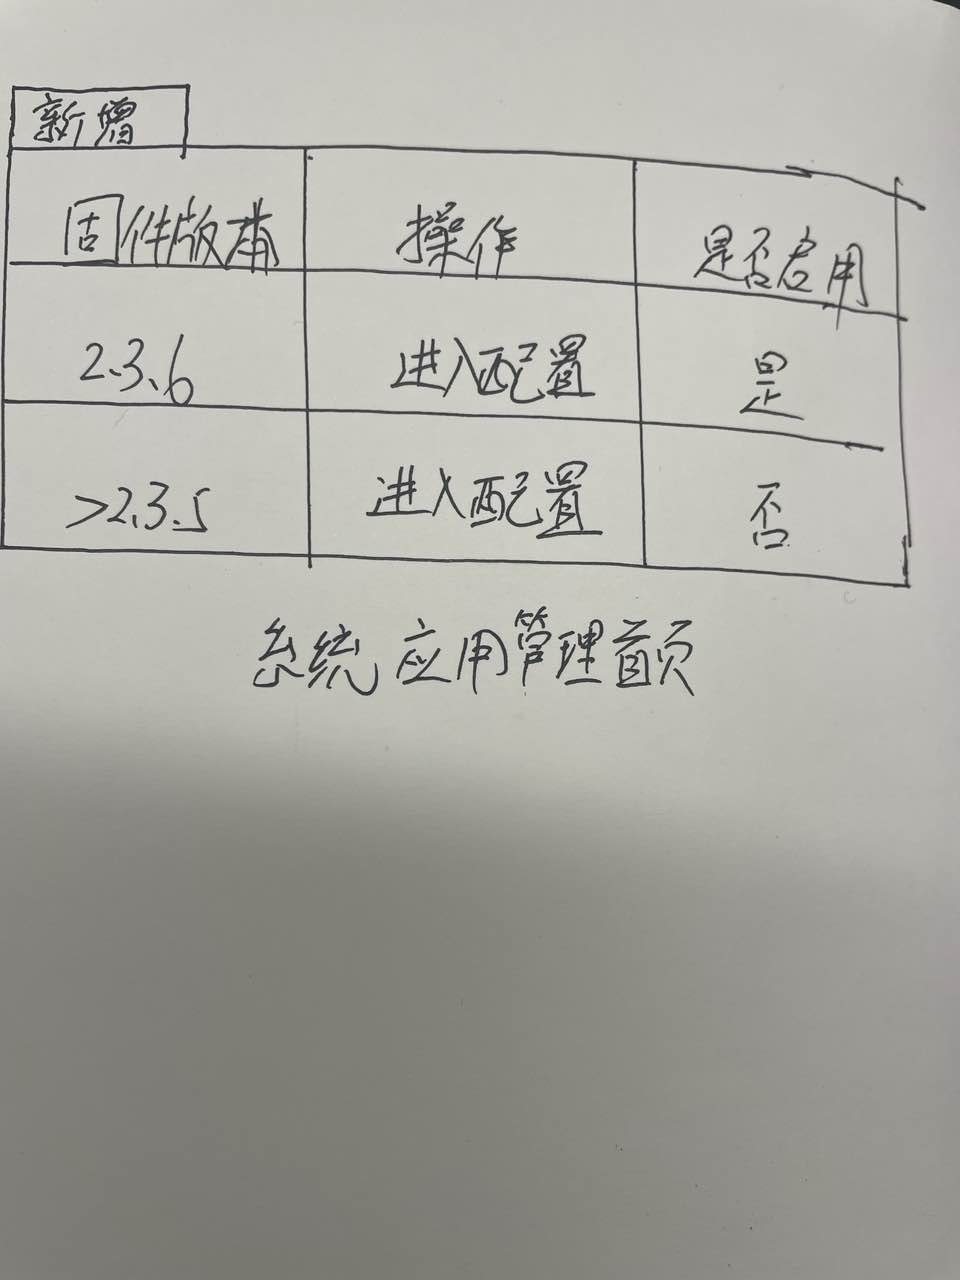 新增
固件版本 操作 是否启用
2.3.6 进入配置 是
>2.3.5 进入配置 否
系统应用管理首页